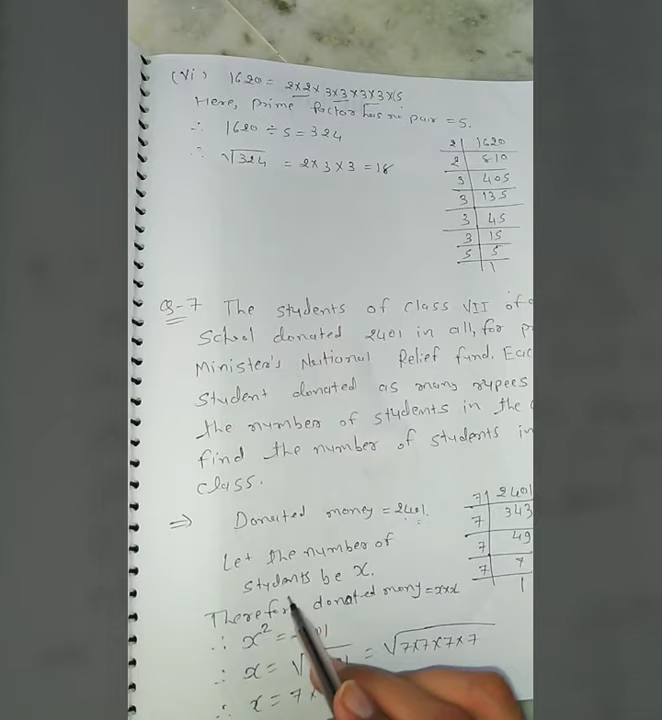 (vi) 1620 = 2×2×3×3×3×3×5
Here, prime factor has no pair = 5.
∴ 1620 ÷ 5 = 324
∴ √324 = 2×3×3 = 18
2 | 1620
2 | 810
3 | 405
3 | 135
3 | 45
3 | 15
5 | 5
1
Q-7 The students of Class VII of
School donated 2401 in all, for
Minister's National Relief fund.
Student donated as many rupees
the number of students in the
find the number of students in
class.
⇒ Donated money = 2401.
Let the number of
students be x.
Therefore donated mony = x×x
∴ x² =
∴ x = √ = √7×7×7×7
∴ x = 7×
7 | 2401
7 | 343
7 | 49
7 | 7
1